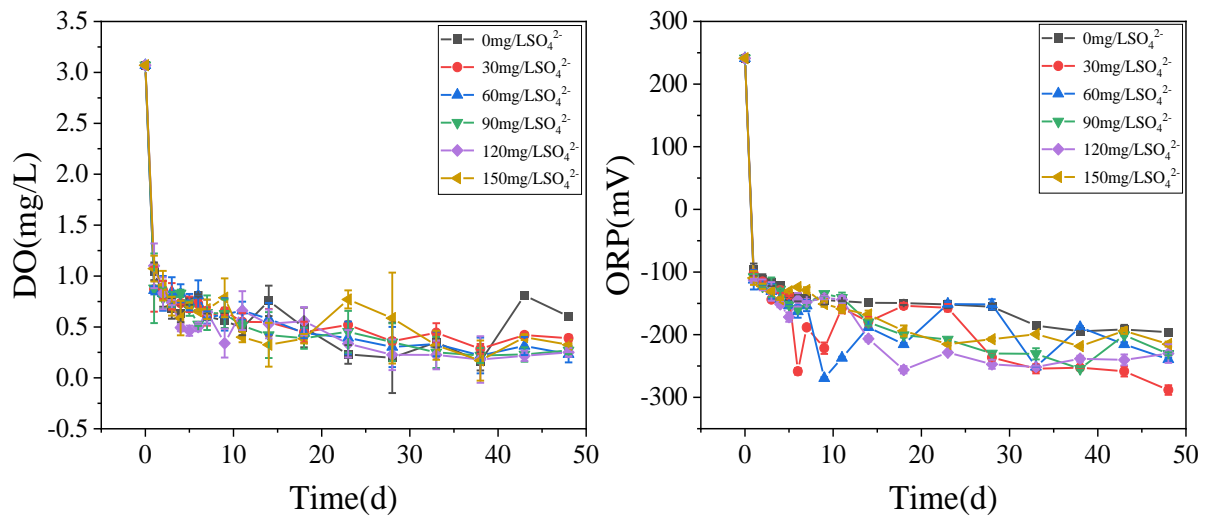 3.5
3.0
2.5
2.0
1.5
1.0
0.5
0.0
-0.5
DO(mg/L)
0 10 20 30 40 50
Time(d)
0mg/LSO₄²⁻
30mg/LSO₄²⁻
60mg/LSO₄²⁻
90mg/LSO₄²⁻
120mg/LSO₄²⁻
150mg/LSO₄²⁻
300
200
100
0
-100
-200
-300
ORP(mV)
0 10 20 30 40 50
Time(d)
0mg/LSO₄²⁻
30mg/LSO₄²⁻
60mg/LSO₄²⁻
90mg/LSO₄²⁻
120mg/LSO₄²⁻
150mg/LSO₄²⁻